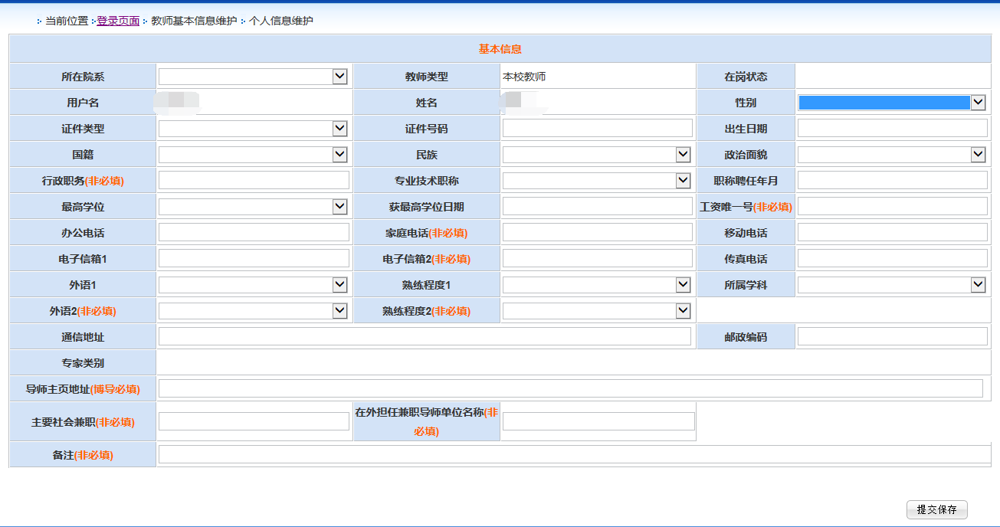 当前位置 登录页面 教师基本信息维护 个人信息维护
基本信息
所在院系 教师类型 本校教师 在岗状态
用户名 姓名 性别
证件类型 证件号码 出生日期
国籍 民族 政治面貌
行政职务(非必填) 专业技术职称 职称聘任年月
最高学位 获最高学位日期 工资唯一号(非必填)
办公电话 家庭电话(非必填) 移动电话
电子信箱1 电子信箱2(非必填) 传真电话
外语1 熟练程度1 所属学科
外语2(非必填) 熟练程度2(非必填)
通信地址 邮政编码
专家类别
导师主页地址(博导必填)
主要社会兼职(非必填) 在外担任兼职导师单位名称(非
必填)
备注(非必填)
提交保存